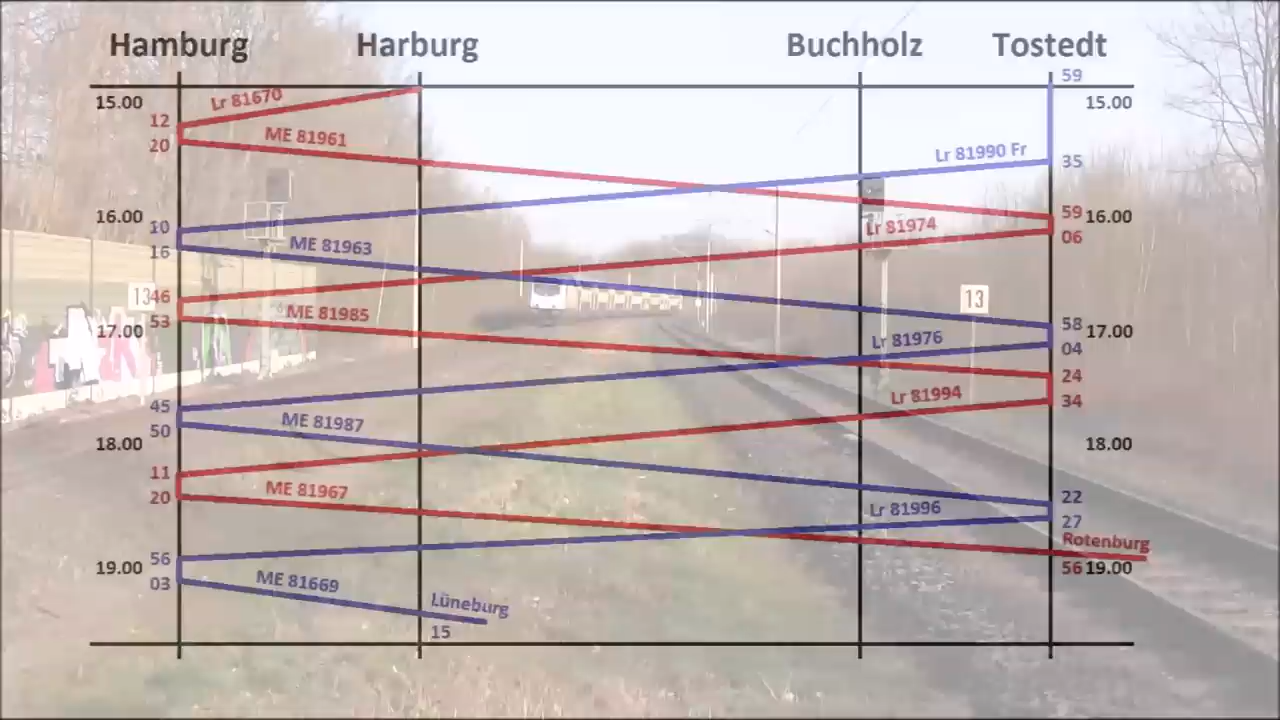 Hamburg Harburg Buchholz Tostedt
59
15.00 Lr 81670 15.00
12
20 ME 81961
Lr 81990 Fr 35
16.00 59 16.00
10 Lr 81974 06
16 ME 81963
13 46 13
53 ME 81985
17.00 58 17.00
Lr 81976 04
24
Lr 81994 34
45
50 ME 81987
18.00 18.00
11
20 ME 81967 22
Lr 81996 27
Rotenburg
56
19.00 56 19.00
03 ME 81669
Lüneburg
15